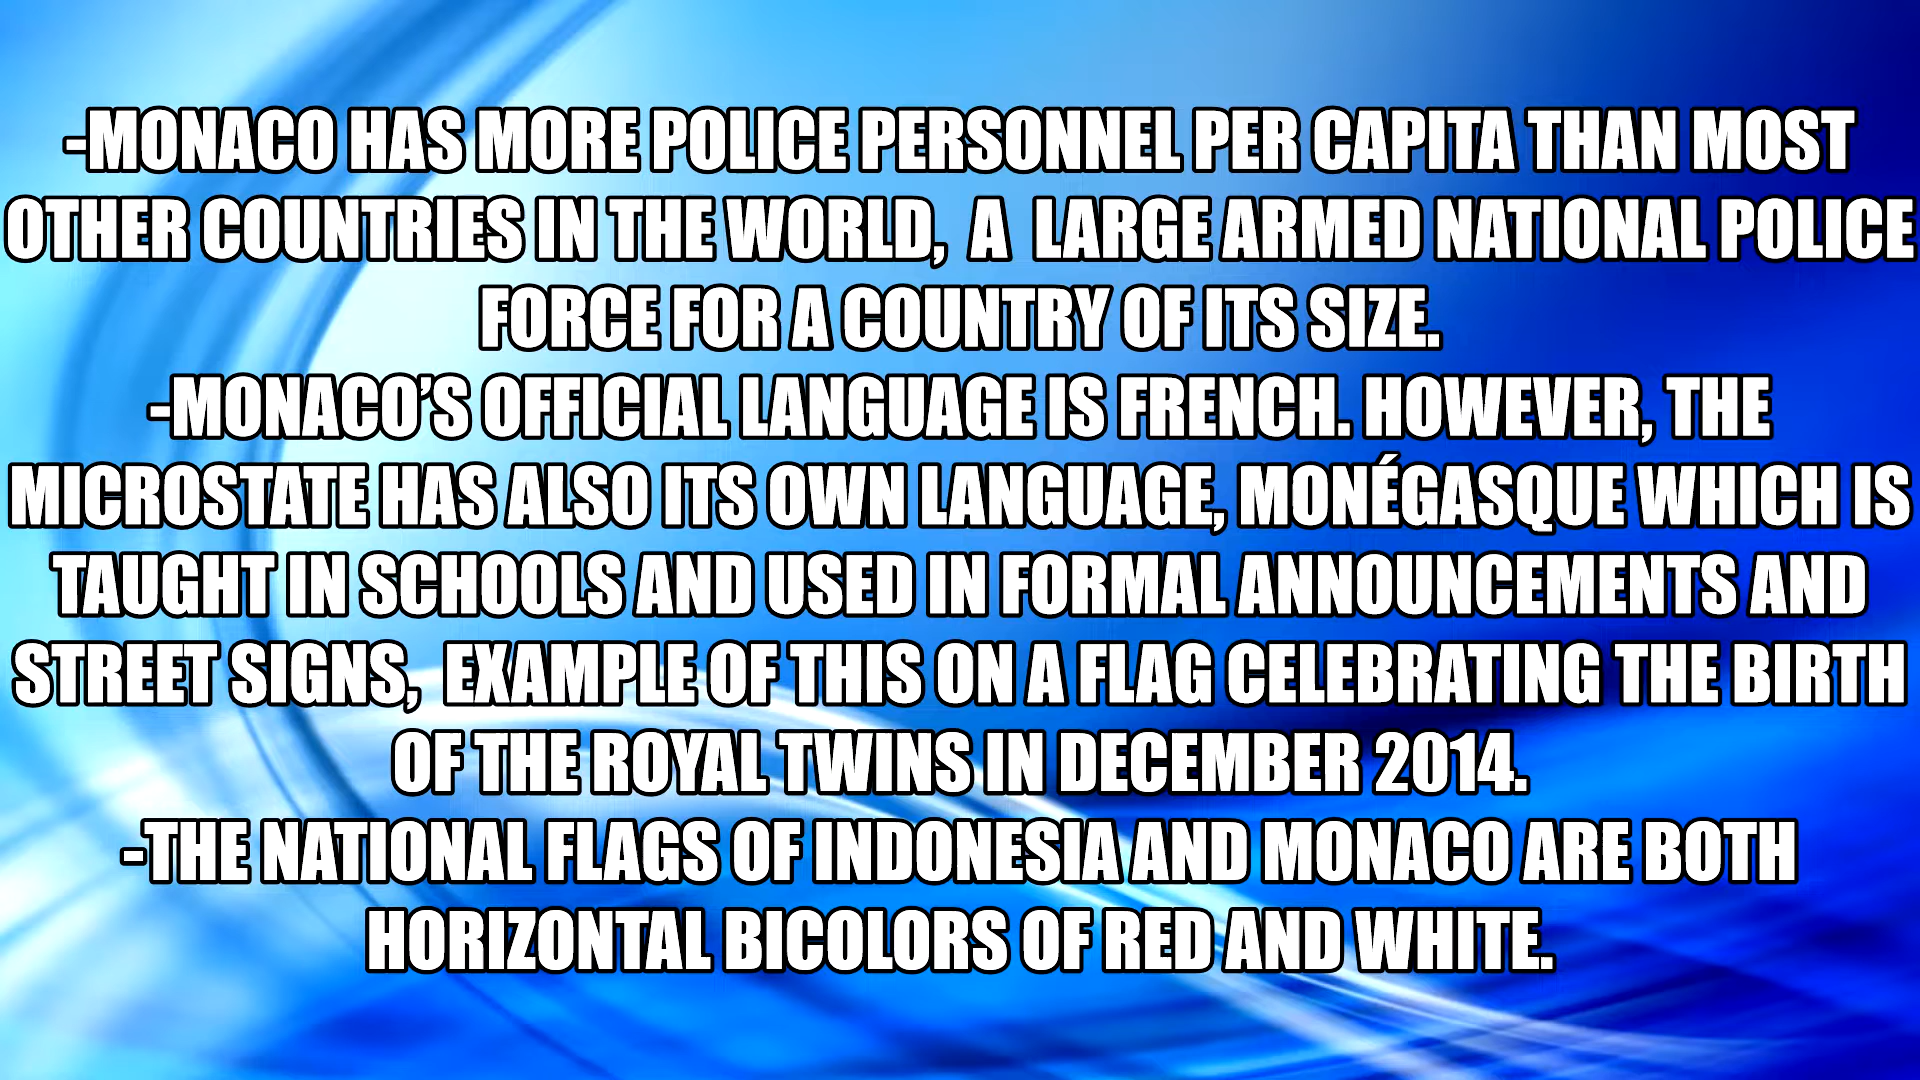 -MONACO HAS MORE POLICE PERSONNEL PER CAPITA THAN MOST
OTHER COUNTRIES IN THE WORLD, A LARGE ARMED NATIONAL POLICE
FORCE FOR A COUNTRY OF ITS SIZE.
-MONACO’S OFFICIAL LANGUAGE IS FRENCH. HOWEVER, THE
MICROSTATE HAS ALSO ITS OWN LANGUAGE, MONÉGASQUE WHICH IS
TAUGHT IN SCHOOLS AND USED IN FORMAL ANNOUNCEMENTS AND
STREET SIGNS, EXAMPLE OF THIS ON A FLAG CELEBRATING THE BIRTH
OF THE ROYAL TWINS IN DECEMBER 2014.
-THE NATIONAL FLAGS OF INDONESIA AND MONACO ARE BOTH
HORIZONTAL BICOLORS OF RED AND WHITE.